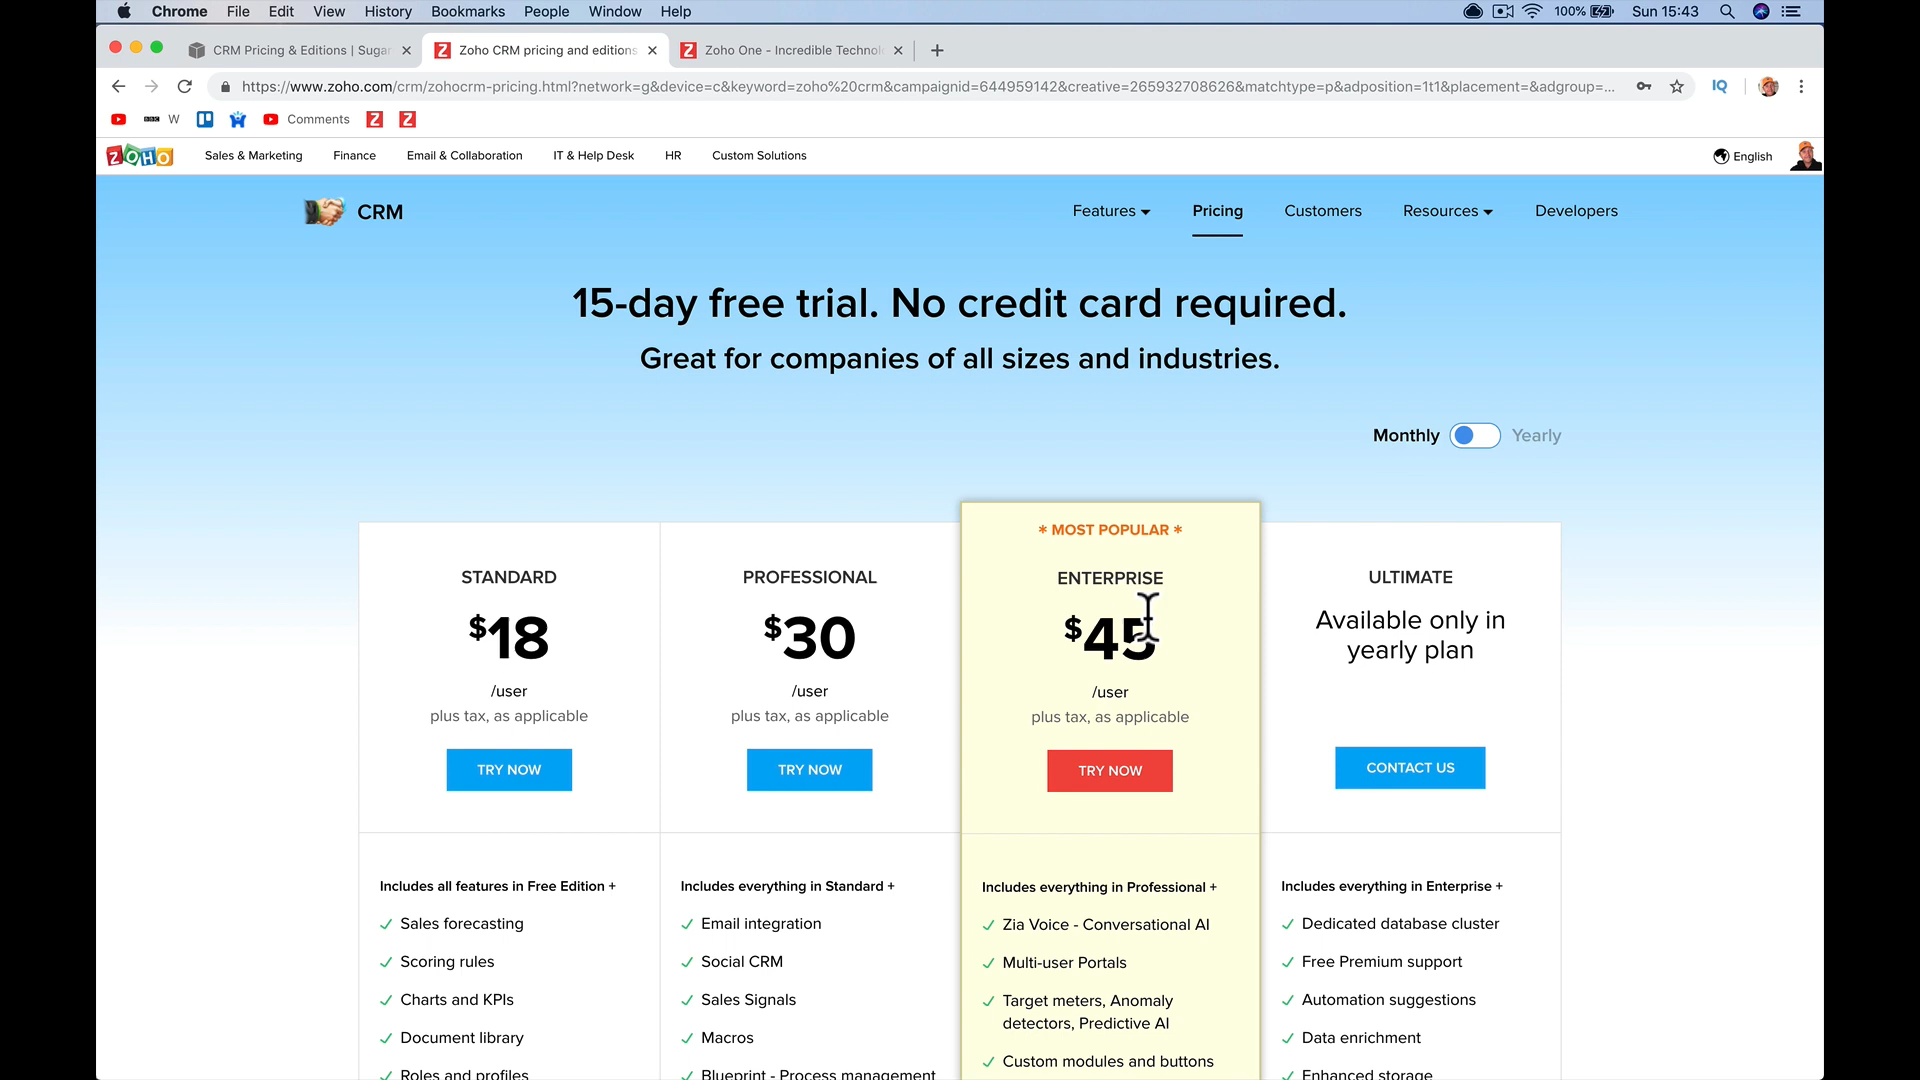 Chrome File Edit View History Bookmarks People Window Help 100% Sun 15:43
CRM Pricing & Editions | Sugar Zoho CRM pricing and editions Zoho One - Incredible Technol
https://www.zoho.com/crm/zohocrm-pricing.html?network=g&device=c&keyword=zoho%20crm&campaignid=644959142&creative=265932708626&matchtype=p&adposition=1t1&placement=&adgroup=... IQ
BBC W Comments Z Z
ZOHO Sales & Marketing Finance Email & Collaboration IT & Help Desk HR Custom Solutions English
CRM Features Pricing Customers Resources Developers
15-day free trial. No credit card required.
Great for companies of all sizes and industries.
Monthly Yearly
* MOST POPULAR *
STANDARD
$18
/user
plus tax, as applicable
TRY NOW
Includes all features in Free Edition +
Sales forecasting
Scoring rules
Charts and KPIs
Document library
Roles and profiles
PROFESSIONAL
$30
/user
plus tax, as applicable
TRY NOW
Includes everything in Standard +
Email integration
Social CRM
Sales Signals
Macros
Blueprint - Process management
ENTERPRISE
$45
/user
plus tax, as applicable
TRY NOW
Includes everything in Professional +
Zia Voice - Conversational AI
Multi-user Portals
Target meters, Anomaly
detectors, Predictive AI
Custom modules and buttons
ULTIMATE
Available only in
yearly plan
CONTACT US
Includes everything in Enterprise +
Dedicated database cluster
Free Premium support
Automation suggestions
Data enrichment
Enhanced storage